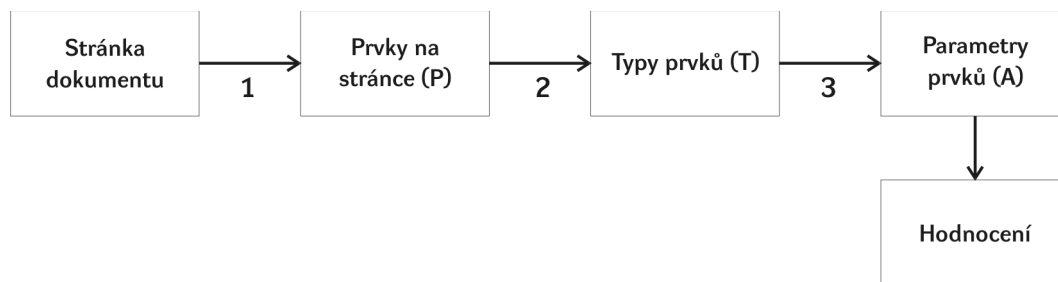 Stránka
dokumentu
1
Prvky na
stránce (P)
2
Typy prvků (T)
3
Parametry
prvků (A)
Hodnocení